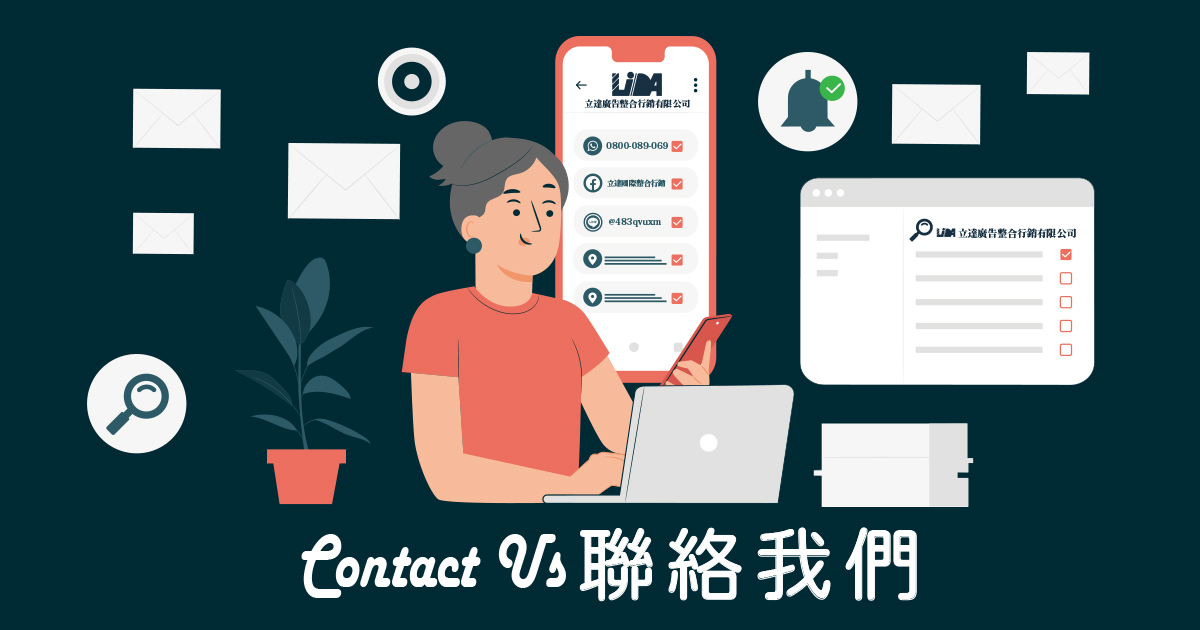 LiDA
立達廣告整合行銷有限公司
0800-089-069
立達國際整合行銷
@483qvuxm
LiDA 立達廣告整合行銷有限公司
Contact Us 聯絡我們